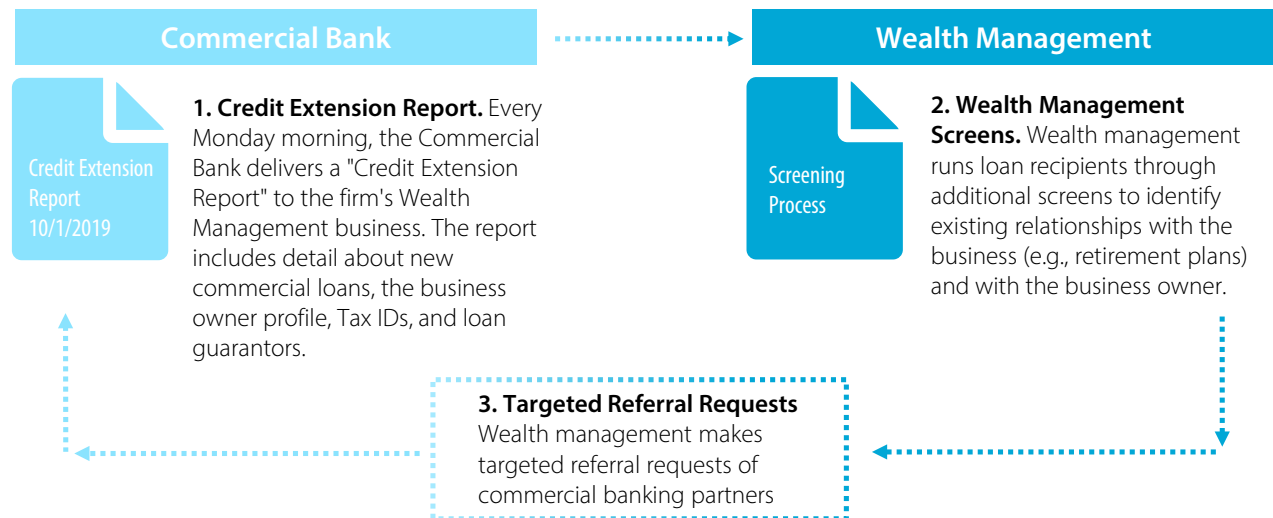 Commercial Bank
Wealth Management
Credit Extension
Report
10/1/2019
1. Credit Extension Report. Every
Monday morning, the Commercial
Bank delivers a "Credit Extension
Report" to the firm's Wealth
Management business. The report
includes detail about new
commercial loans, the business
owner profile, Tax IDs, and loan
guarantors.
Screening
Process
2. Wealth Management
Screens. Wealth management
runs loan recipients through
additional screens to identify
existing relationships with the
business (e.g., retirement plans)
and with the business owner.
3. Targeted Referral Requests
Wealth management makes
targeted referral requests of
commercial banking partners